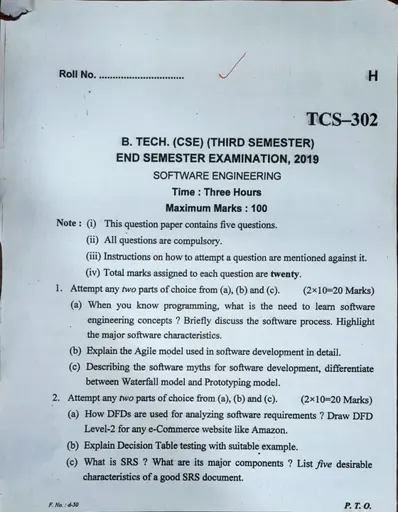 Roll No. ..............................
H
TCS–302
B. TECH. (CSE) (THIRD SEMESTER)
END SEMESTER EXAMINATION, 2019
SOFTWARE ENGINEERING
Time : Three Hours
Maximum Marks : 100
Note : (i) This question paper contains five questions.
(ii) All questions are compulsory.
(iii) Instructions on how to attempt a question are mentioned against it.
(iv) Total marks assigned to each question are twenty.
1. Attempt any two parts of choice from (a), (b) and (c). (2×10=20 Marks)
(a) When you know programming, what is the need to learn software
engineering concepts ? Briefly discuss the software process. Highlight
the major software characteristics.
(b) Explain the Agile model used in software development in detail.
(c) Describing the software myths for software development, differentiate
between Waterfall model and Prototyping model.
2. Attempt any two parts of choice from (a), (b) and (c). (2×10=20 Marks)
(a) How DFDs are used for analyzing software requirements ? Draw DFD
Level-2 for any e-Commerce website like Amazon.
(b) Explain Decision Table testing with suitable example.
(c) What is SRS ? What are its major components ? List five desirable
characteristics of a good SRS document.
F. No. : d-30
P. T. O.